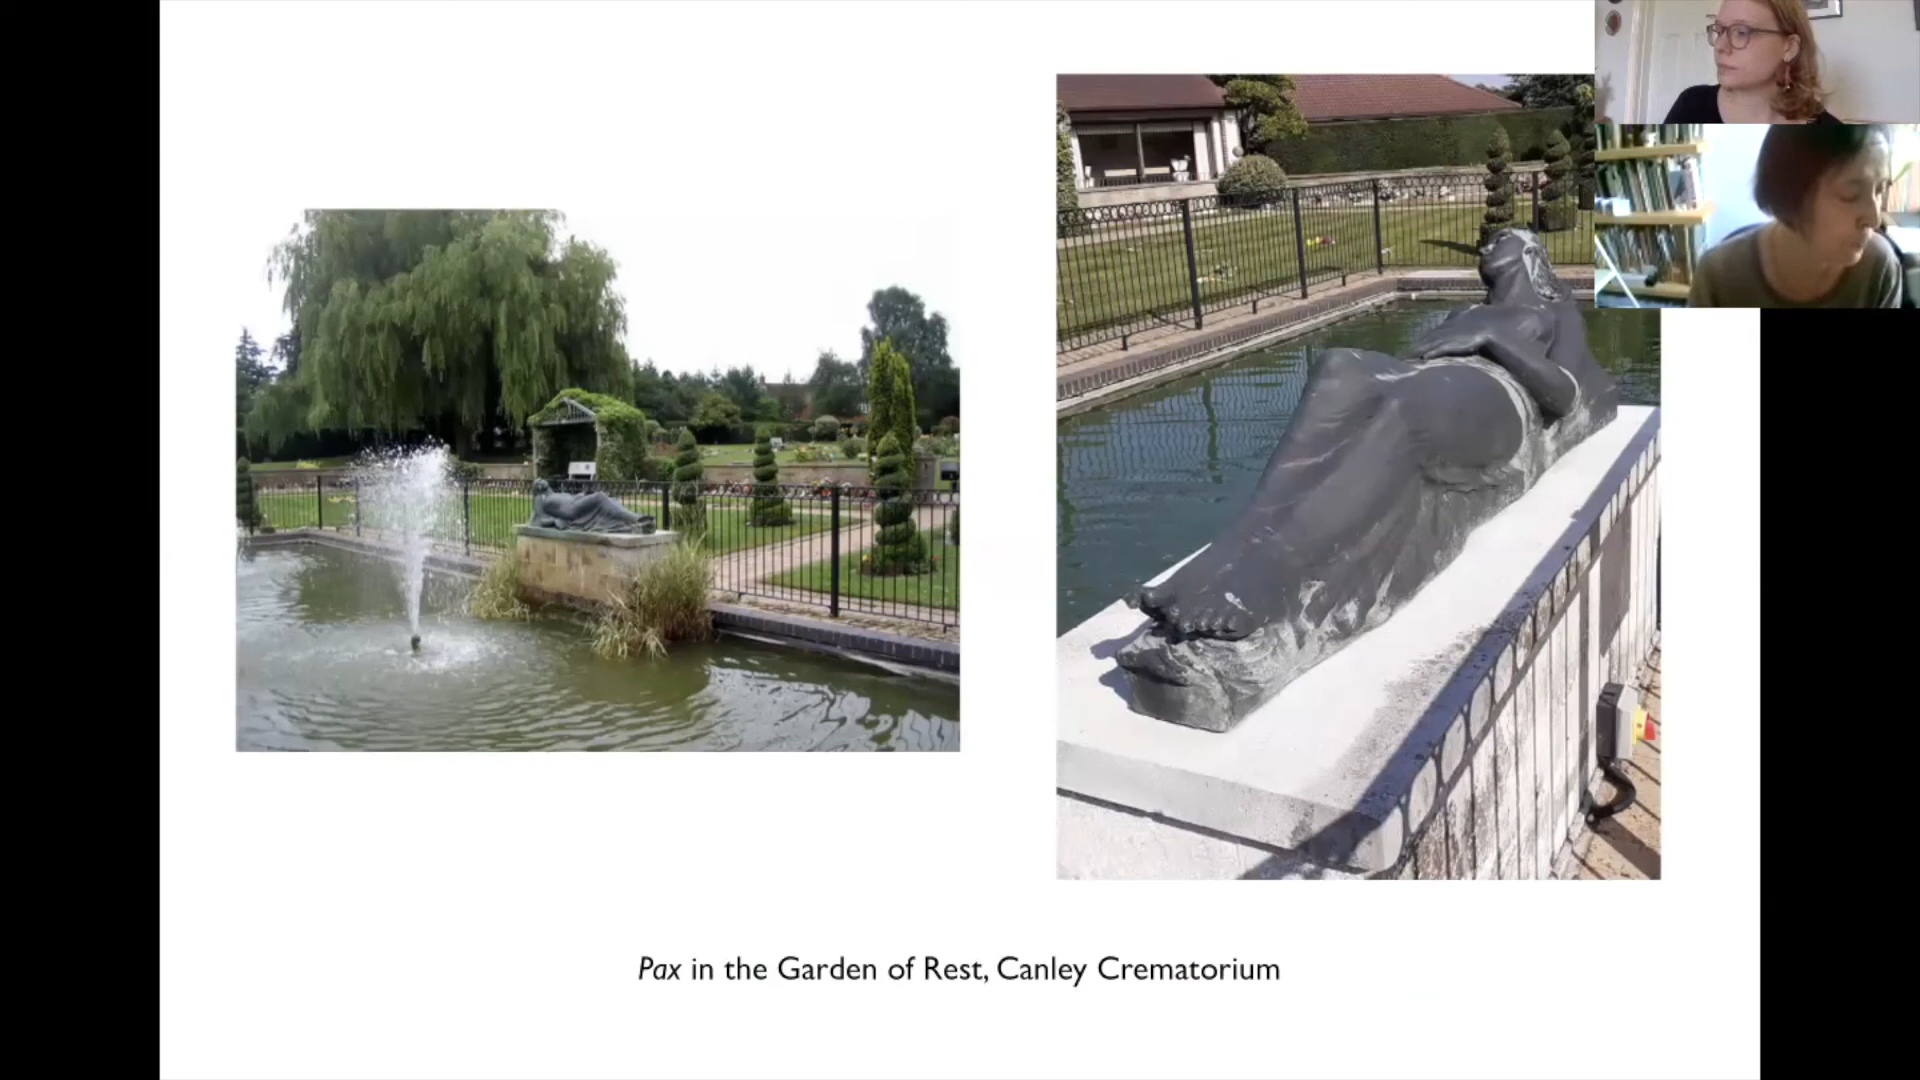 Pax in the Garden of Rest, Canley Crematorium